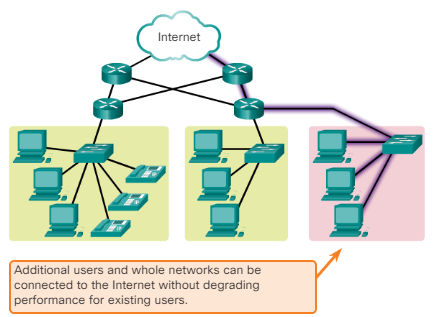 Internet
Additional users and whole networks can be
connected to the Internet without degrading
performance for existing users.